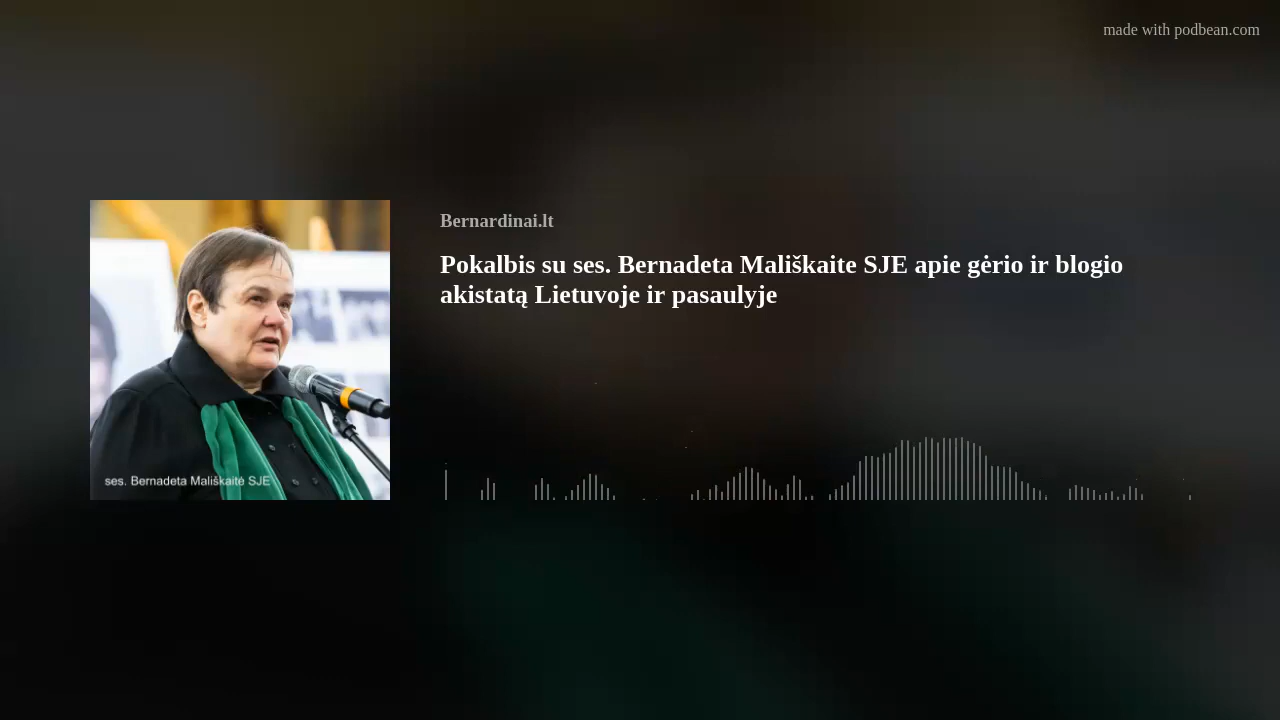 made with podbean.com
Bernardinai.lt
Pokalbis su ses. Bernadeta Mališkaite SJE apie gėrio ir blogio
akistatą Lietuvoje ir pasaulyje
ses. Bernadeta Mališkaitė SJE